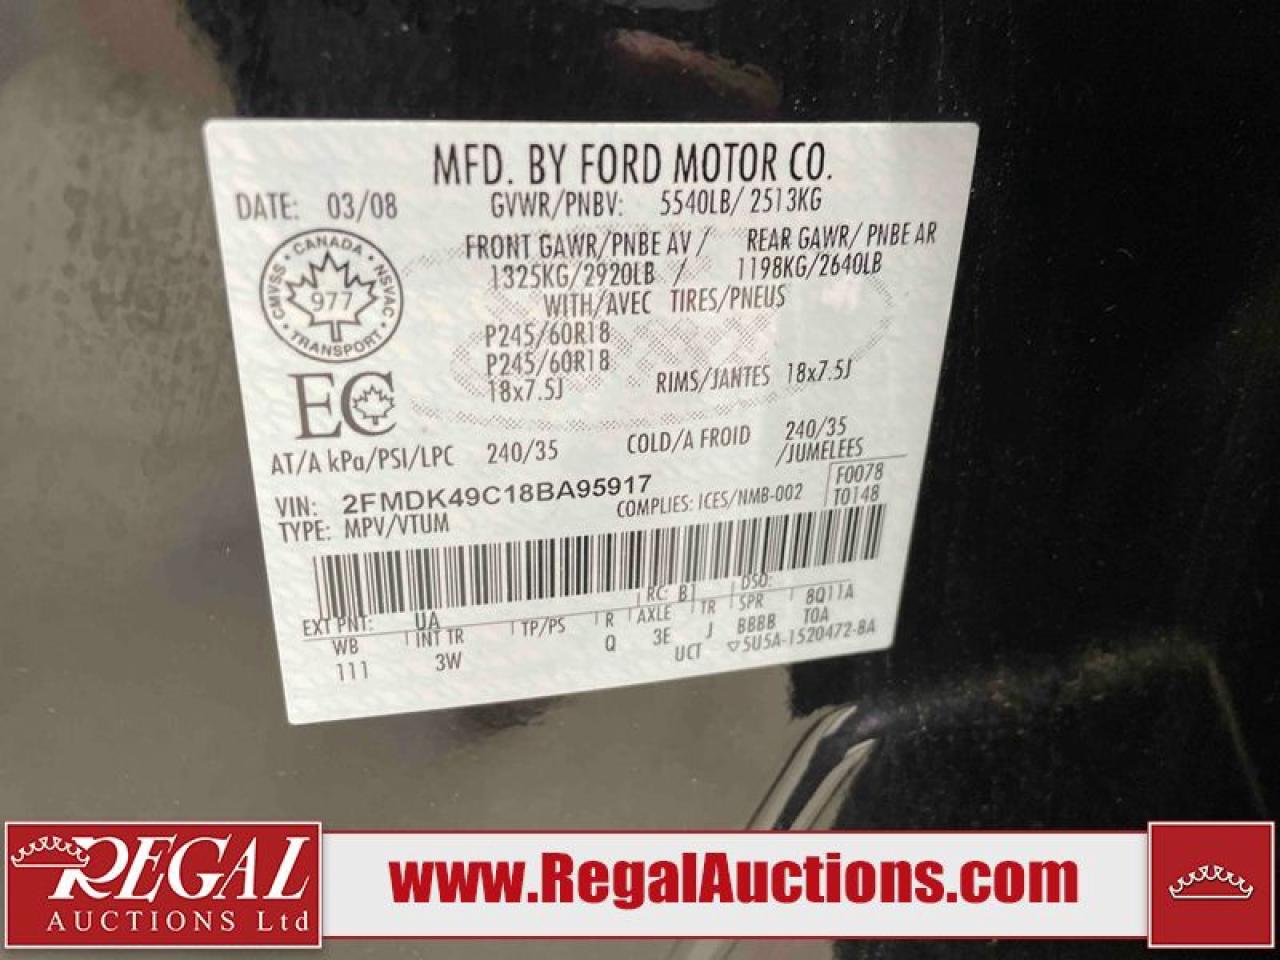 MFD. BY FORD MOTOR CO.
DATE: 03/08 GVWR/PNBV: 5540LB/ 2513KG
FRONT GAWR/PNBE AV / REAR GAWR/ PNBE AR
1325KG/2920LB / 1198KG/2640LB
WITH/AVEC TIRES/PNEUS
P245/60R18
P245/60R18
18x7.5J RIMS/JANTES 18x7.5J
CANADA
CMVSS NSVAC
977
TRANSPORT
EC
AT/A kPa/PSI/LPC 240/35 COLD/A FROID 240/35
/JUMELEES
VIN: 2FMDK49C18BA95917 F0078
TYPE: MPV/VTUM COMPLIES: ICES/NMB-002 T0148
EXT PNT: UA RC: B1 DSO:
WB INT TR TP/PS R AXLE TR SPR 8Q11A
111 3W Q 3E J BBBB T0A
UCT ▽5U5A-1520472-BA
REGAL
AUCTIONS Ltd
www.RegalAuctions.com